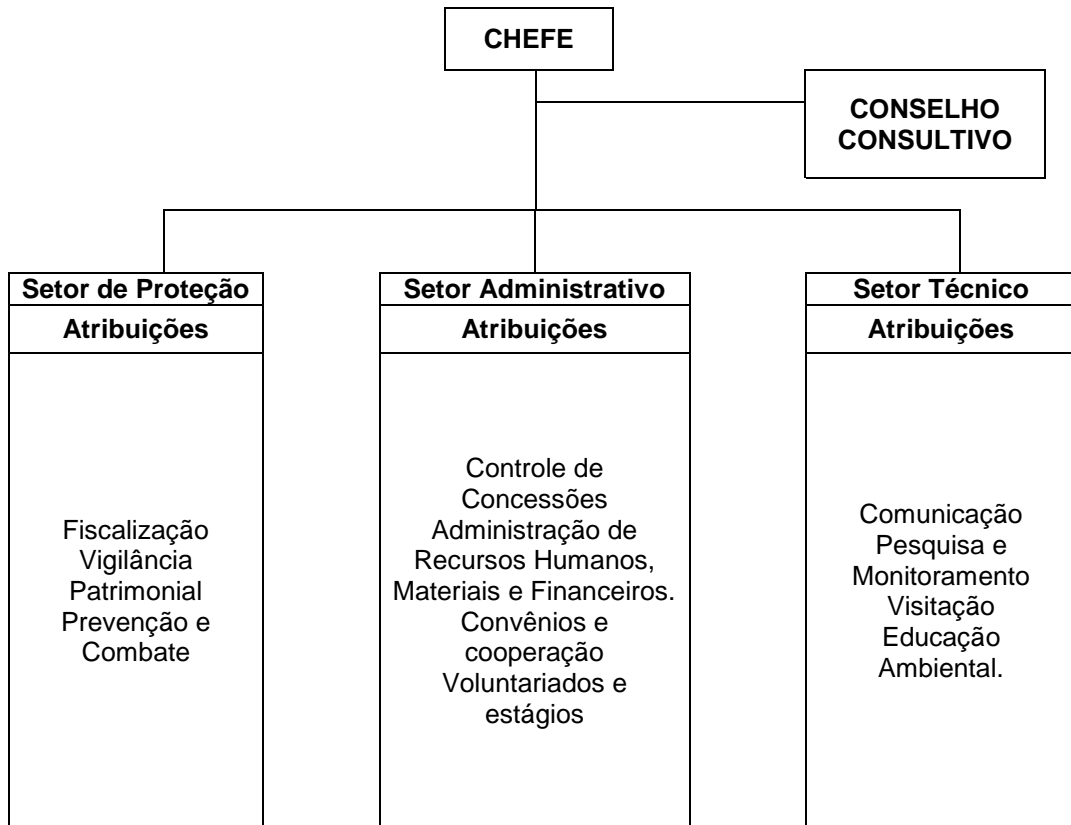 CHEFE
CONSELHO
CONSULTIVO
Setor de Proteção
Atribuições
Fiscalização
Vigilância
Patrimonial
Prevenção e
Combate
Setor Administrativo
Atribuições
Controle de
Concessões
Administração de
Recursos Humanos,
Materiais e Financeiros.
Convênios e
cooperação
Voluntariados e
estágios
Setor Técnico
Atribuições
Comunicação
Pesquisa e
Monitoramento
Visitação
Educação
Ambiental.